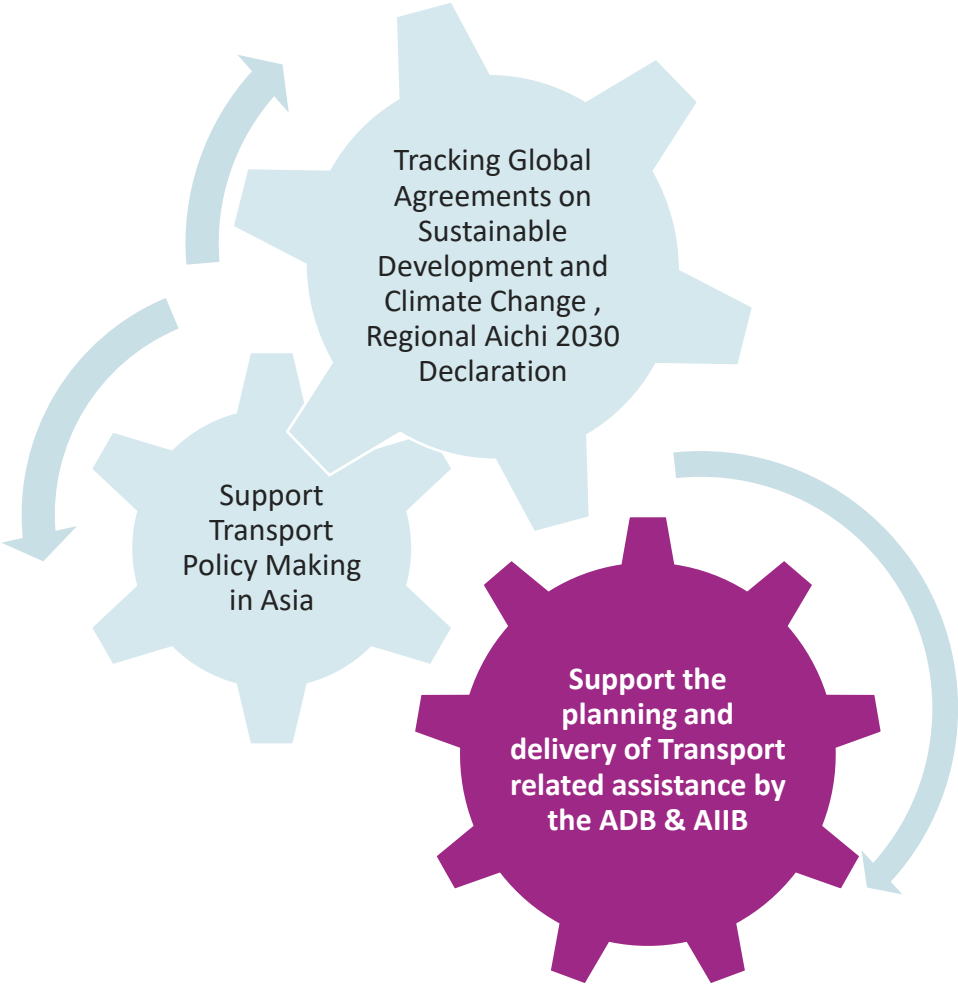 Tracking Global
Agreements on
Sustainable
Development and
Climate Change ,
Regional Aichi 2030
Declaration
Support
Transport
Policy Making
in Asia
Support the
planning and
delivery of Transport
related assistance by
the ADB & AIIB